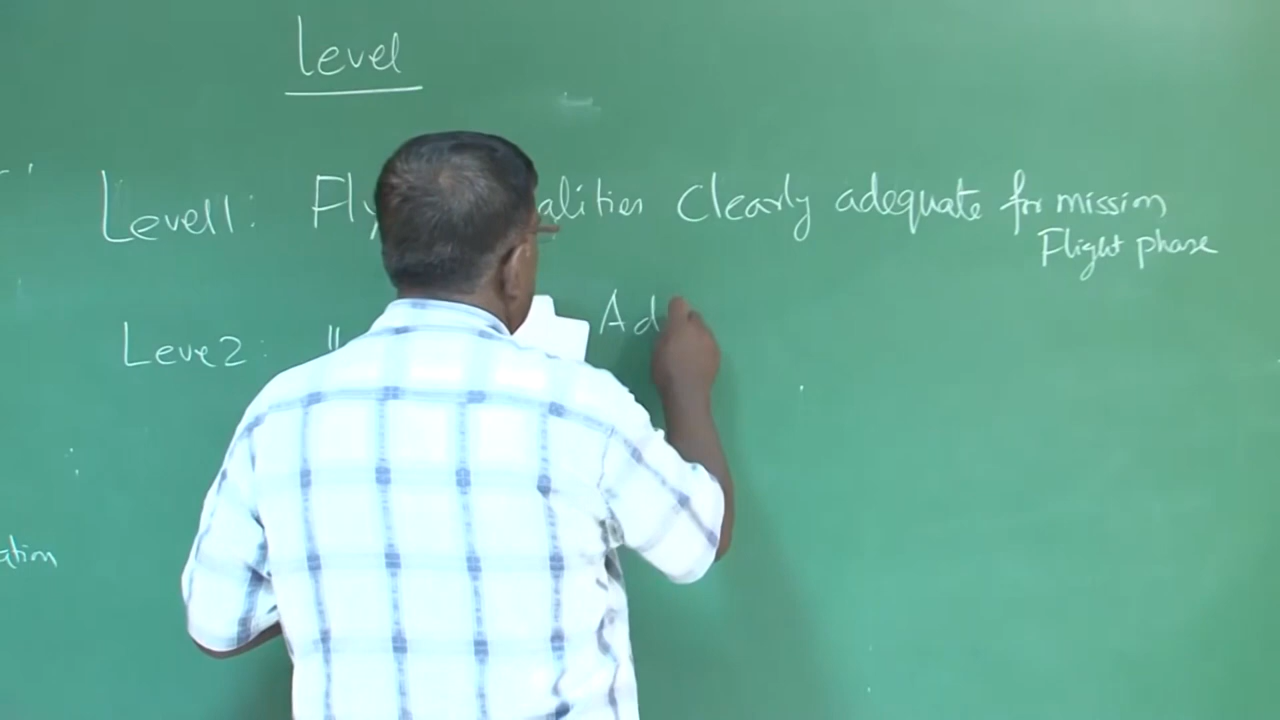 Level
Level1: Fly alities Clearly adequate for mission
Flight phase
Leve2: " Ad
ation